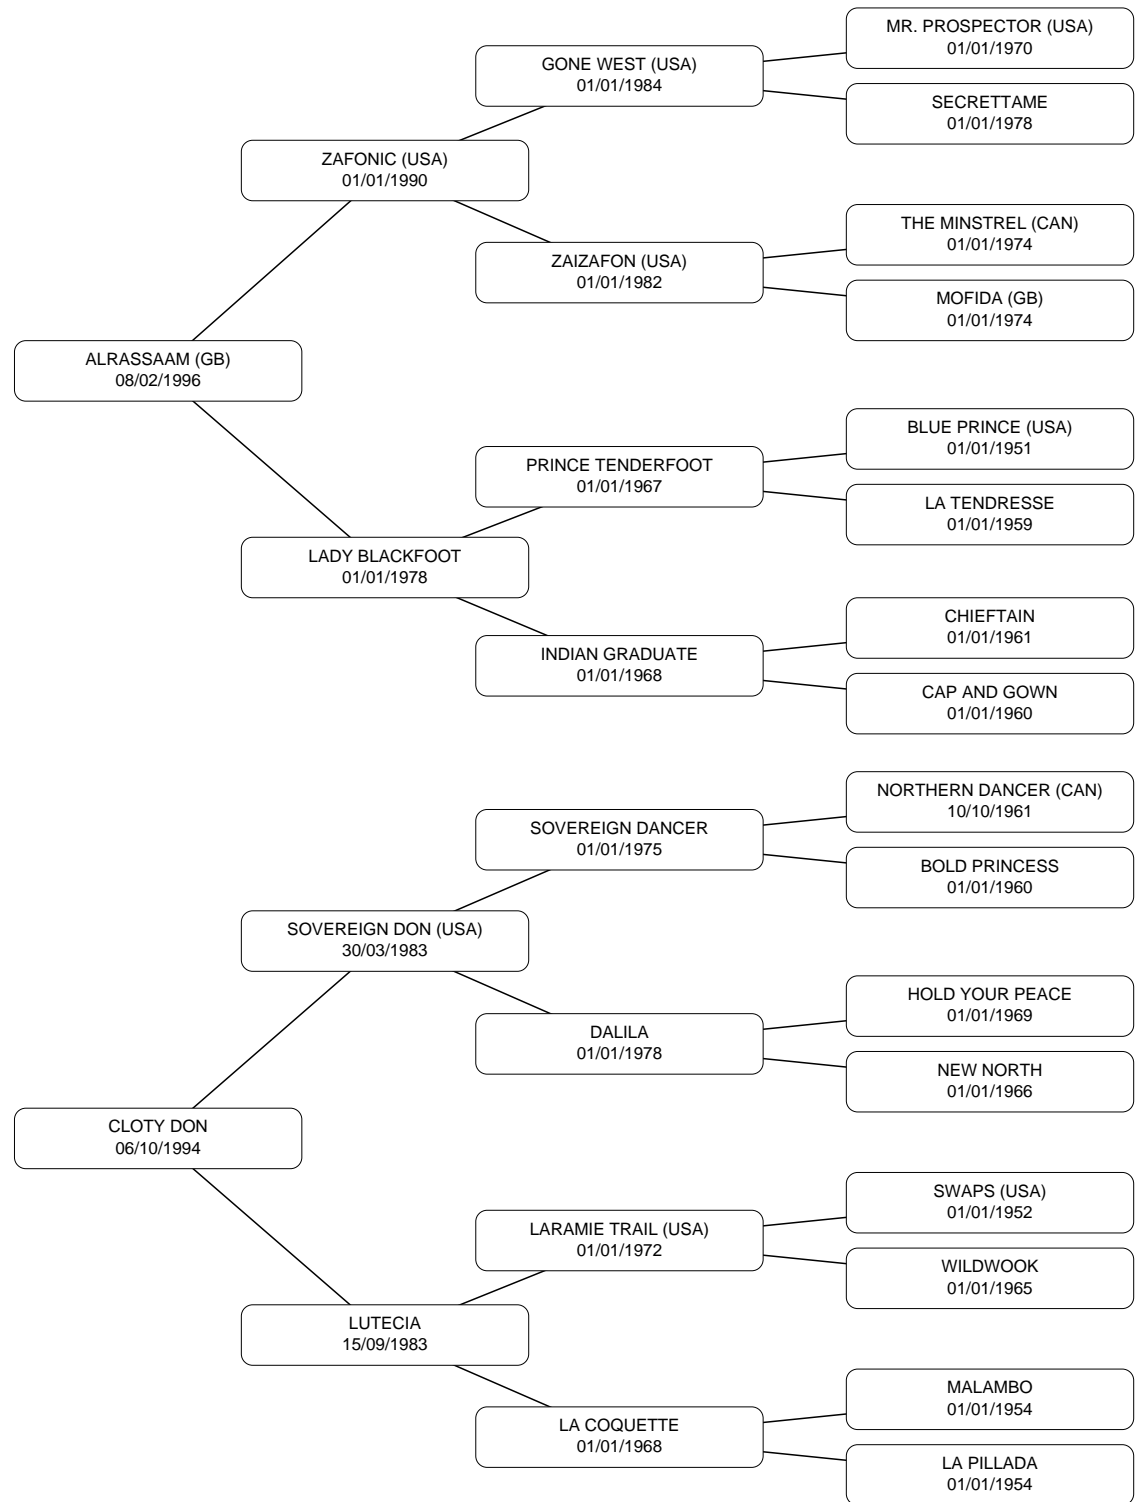 MR. PROSPECTOR (USA)
01/01/1970
GONE WEST (USA)
01/01/1984
SECRETTAME
01/01/1978
ZAFONIC (USA)
01/01/1990
THE MINSTREL (CAN)
01/01/1974
ZAIZAFON (USA)
01/01/1982
MOFIDA (GB)
01/01/1974
ALRASSAAM (GB)
08/02/1996
BLUE PRINCE (USA)
01/01/1951
PRINCE TENDERFOOT
01/01/1967
LA TENDRESSE
01/01/1959
LADY BLACKFOOT
01/01/1978
CHIEFTAIN
01/01/1961
INDIAN GRADUATE
01/01/1968
CAP AND GOWN
01/01/1960
NORTHERN DANCER (CAN)
10/10/1961
SOVEREIGN DANCER
01/01/1975
BOLD PRINCESS
01/01/1960
SOVEREIGN DON (USA)
30/03/1983
HOLD YOUR PEACE
01/01/1969
DALILA
01/01/1978
NEW NORTH
01/01/1966
CLOTY DON
06/10/1994
SWAPS (USA)
01/01/1952
LARAMIE TRAIL (USA)
01/01/1972
WILDWOOK
01/01/1965
LUTECIA
15/09/1983
MALAMBO
01/01/1954
LA COQUETTE
01/01/1968
LA PILLADA
01/01/1954